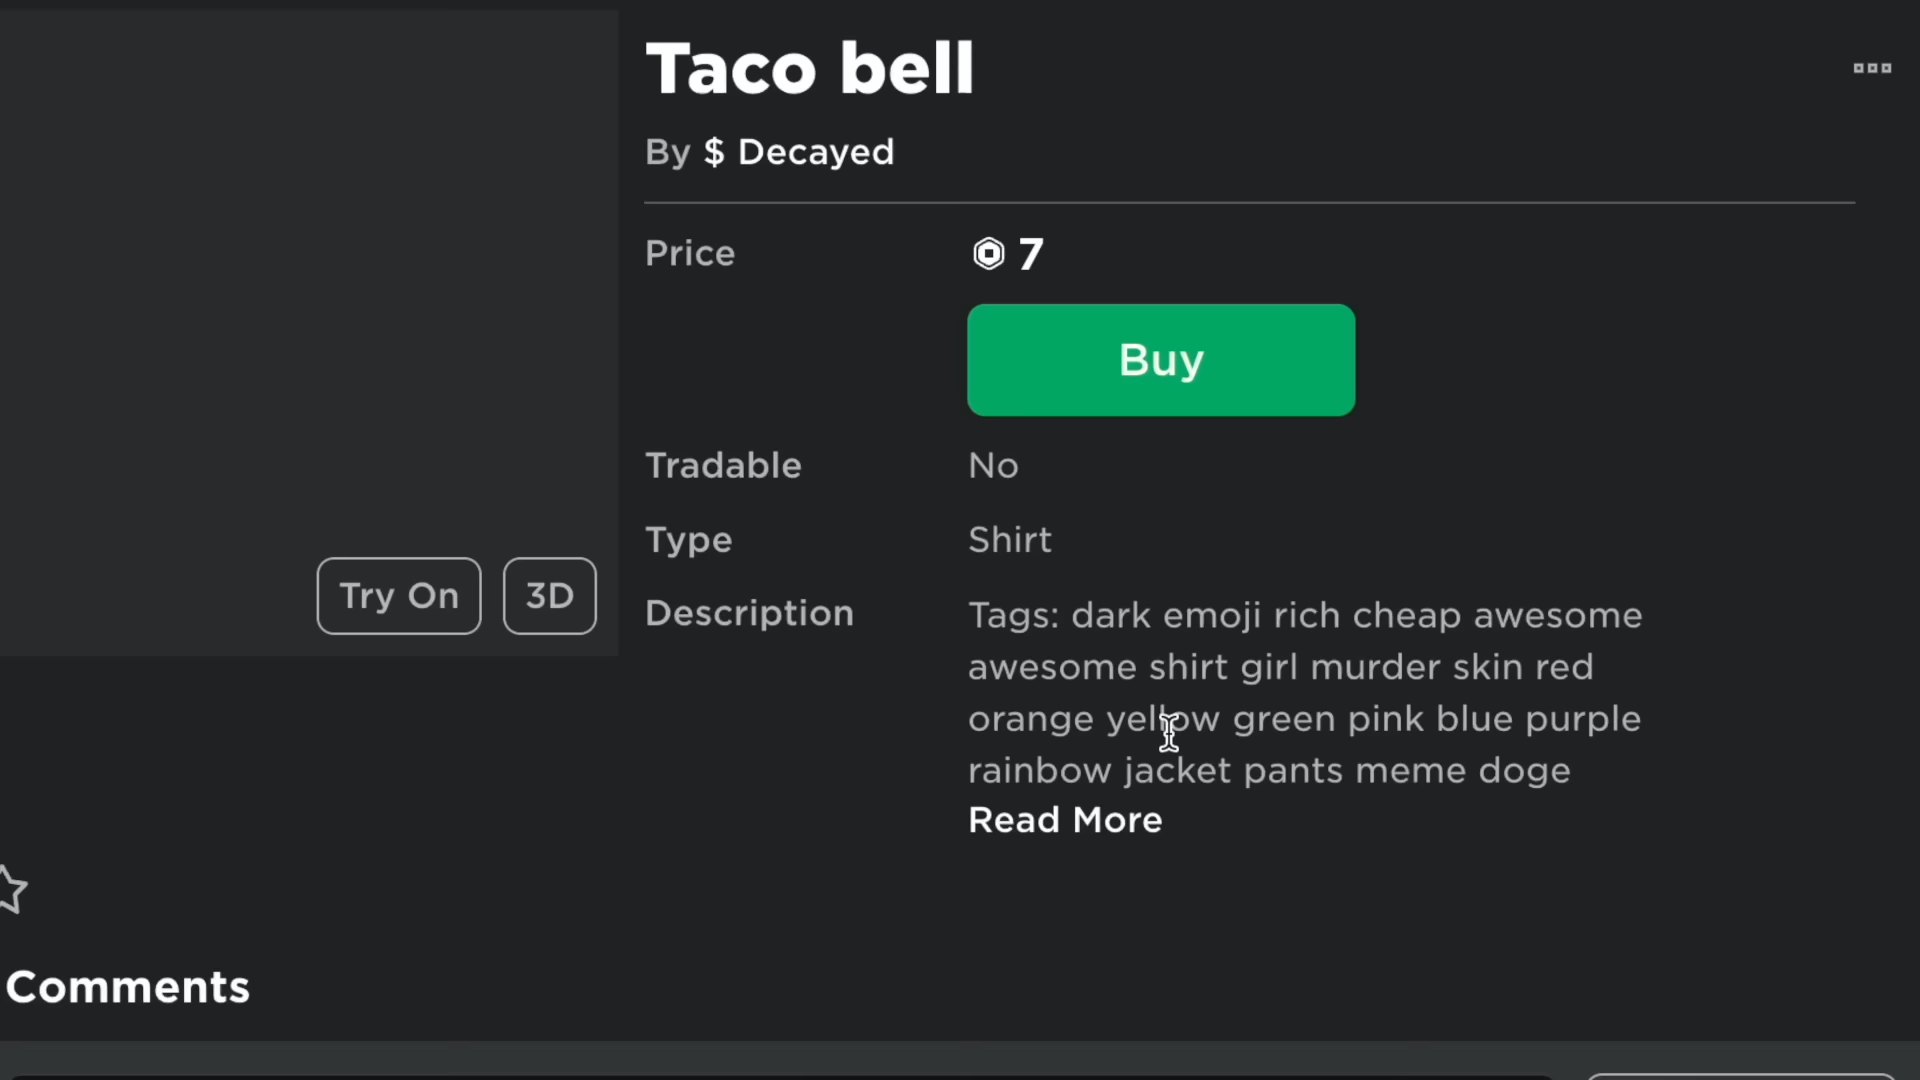 Taco bell
By $ Decayed
Price 7
Buy
Tradable No
Type Shirt
Try On 3D
Description Tags: dark emoji rich cheap awesome
awesome shirt girl murder skin red
orange yellow green pink blue purple
rainbow jacket pants meme doge
Read More
Comments